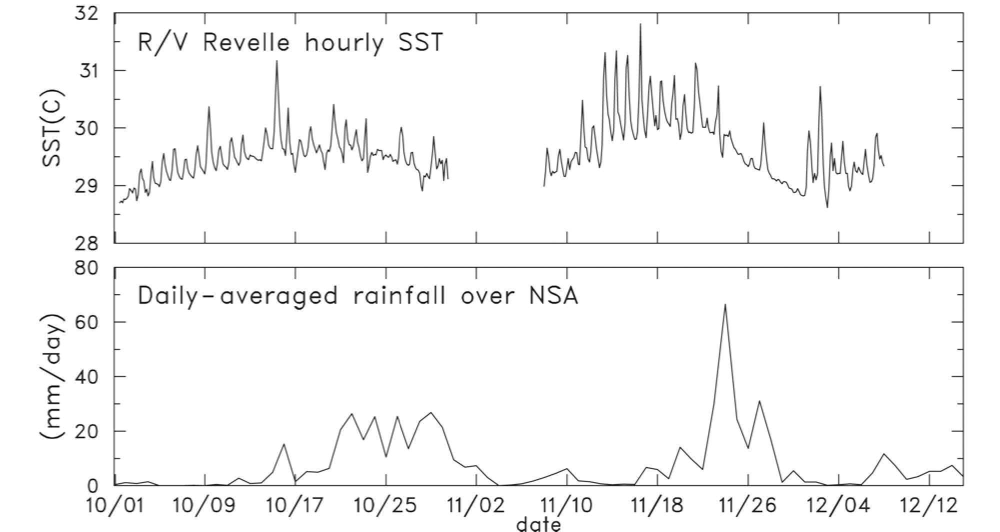 32
R/V Revelle hourly SST
31
SST(C)
30
29
28
80
Daily-averaged rainfall over NSA
60
(mm/day)
40
20
0
10/01 10/09 10/17 10/25 11/02 11/10 11/18 11/26 12/04 12/12
date